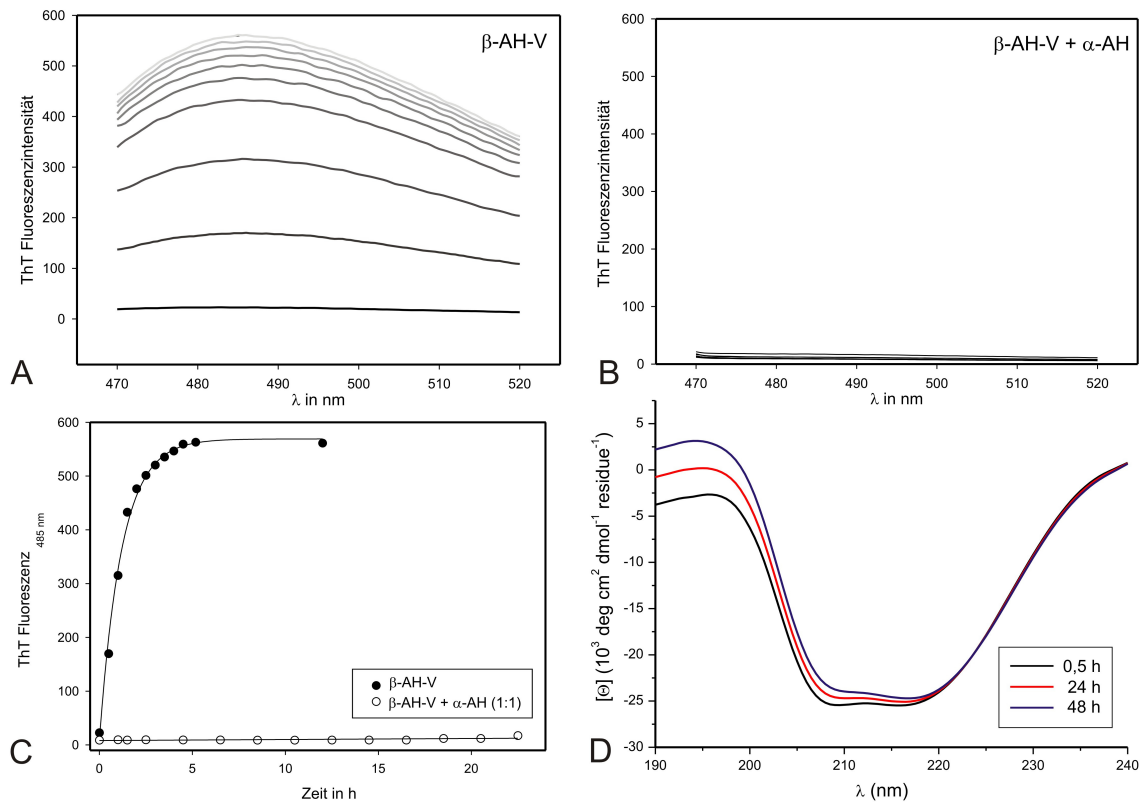 600
500
400
300
200
100
0
ThT Fluoreszenzintensität
β-AH-V
470 480 490 500 510 520
λ in nm
A
600
500
400
300
200
100
0
ThT Fluoreszenzintensität
β-AH-V + α-AH
470 480 490 500 510 520
λ in nm
B
600
500
400
300
200
100
0
ThT Fluoreszenz 485 nm
β-AH-V
β-AH-V + α-AH (1:1)
0 5 10 15 20
Zeit in h
C
5
0
-5
-10
-15
-20
-25
-30
[Θ] (10³ deg cm² dmol⁻¹ residue⁻¹)
0,5 h
24 h
48 h
190 200 210 220 230 240
λ (nm)
D